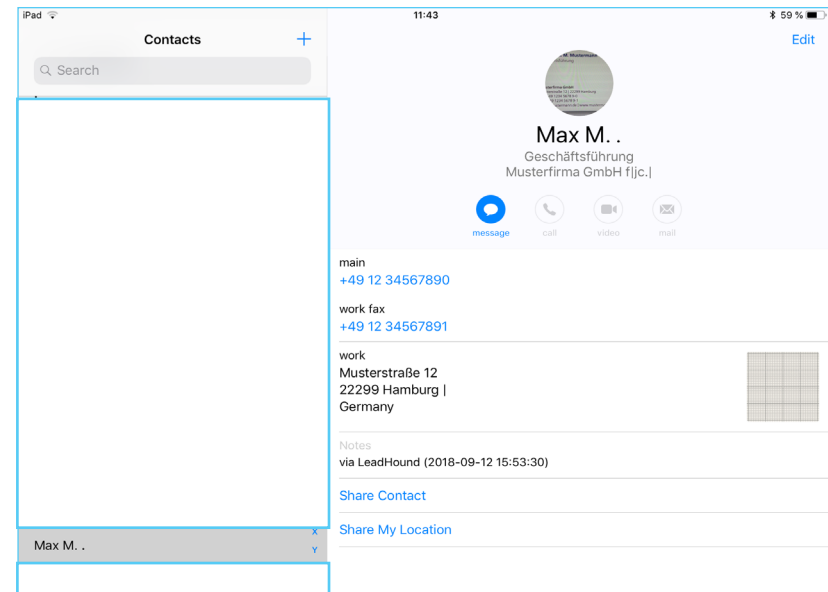 iPad
11:43
59 %
Contacts
+
Edit
Search
Max M. .
Geschäftsführung
Musterfirma GmbH f|jc.|
message
call
video
mail
main
+49 12 34567890
work fax
+49 12 34567891
work
Musterstraße 12
22299 Hamburg |
Germany
Notes
via LeadHound (2018-09-12 15:53:30)
Share Contact
Share My Location
X
Max M. .
Y